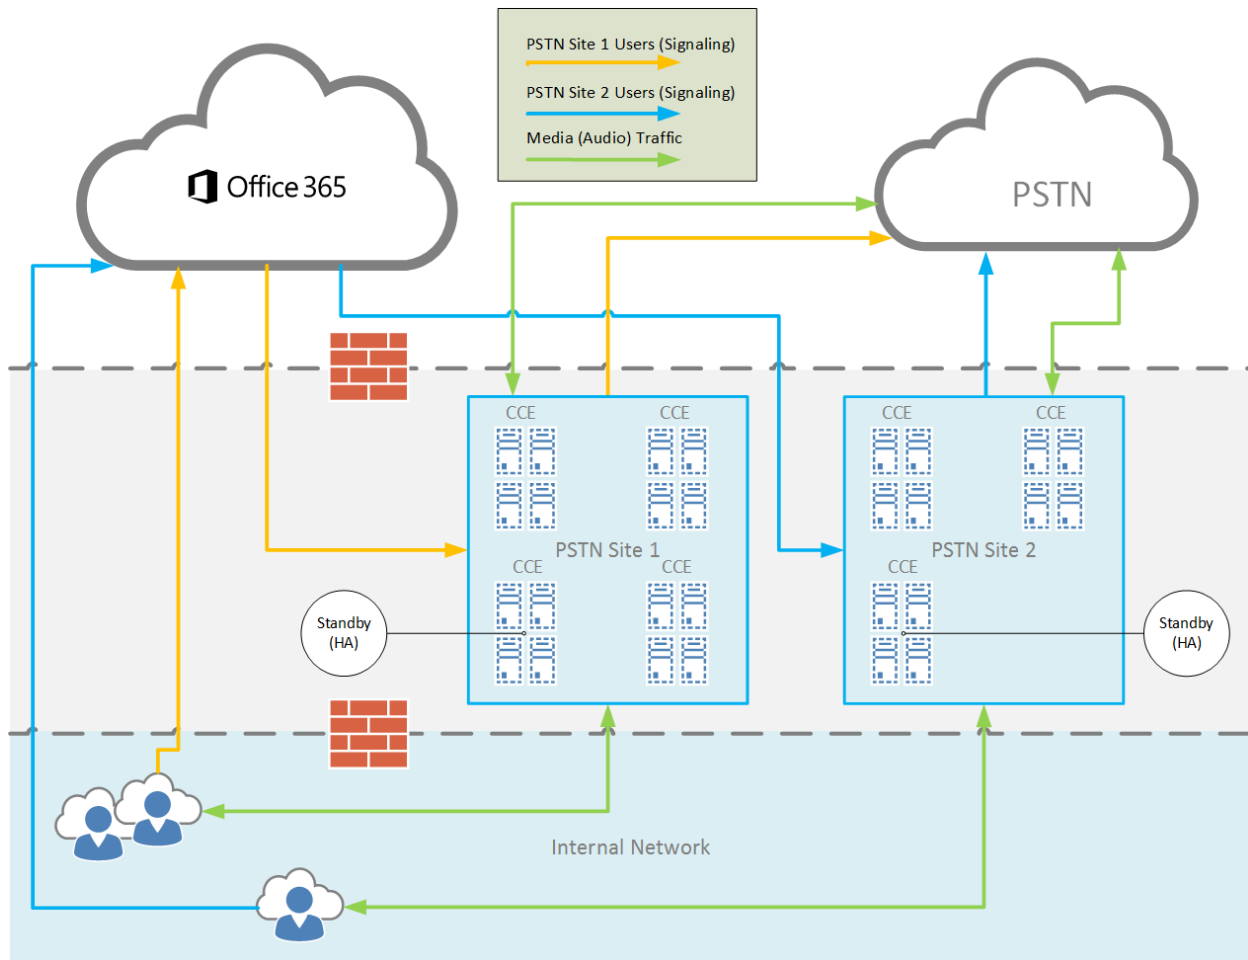 PSTN Site 1 Users (Signaling)
PSTN Site 2 Users (Signaling)
Media (Audio) Traffic
Office 365
PSTN
CCE
CCE
CCE
CCE
PSTN Site 1
PSTN Site 2
CCE
CCE
CCE
Standby
(HA)
Standby
(HA)
Internal Network